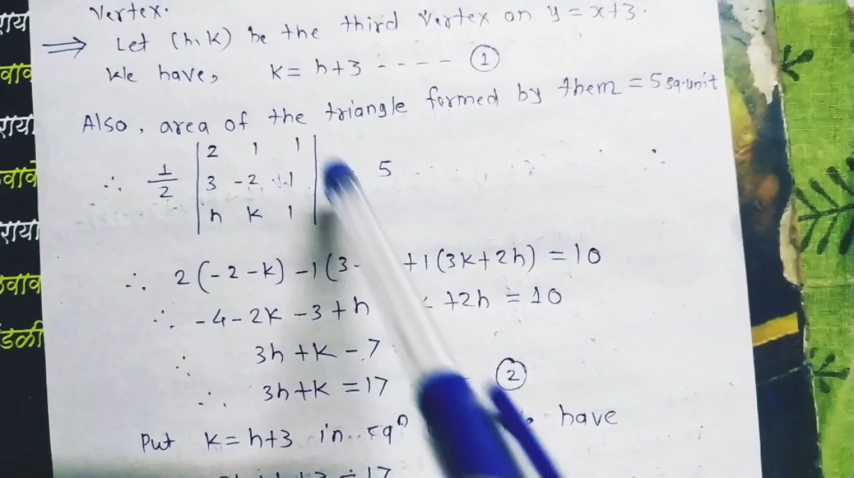 vertex.
⟹ Let (h,k) be the third vertex on y = x+3.
We have, k = h+3 ---- ①
Also, area of the triangle formed by them = 5 sq.unit
∴ 1/2 | 2 1 1 | 5
| 3 -2 1 |
| h k 1 |
∴ 2(-2-k) -1(3- +1(3k+2h) = 10
∴ -4-2k-3+h +2h = 10
∴ 3h+k-7
∴ 3h+k = 17 ②
Put k=h+3 in eqⁿ have
= 17
राय
वाव
राय
वाके
राय